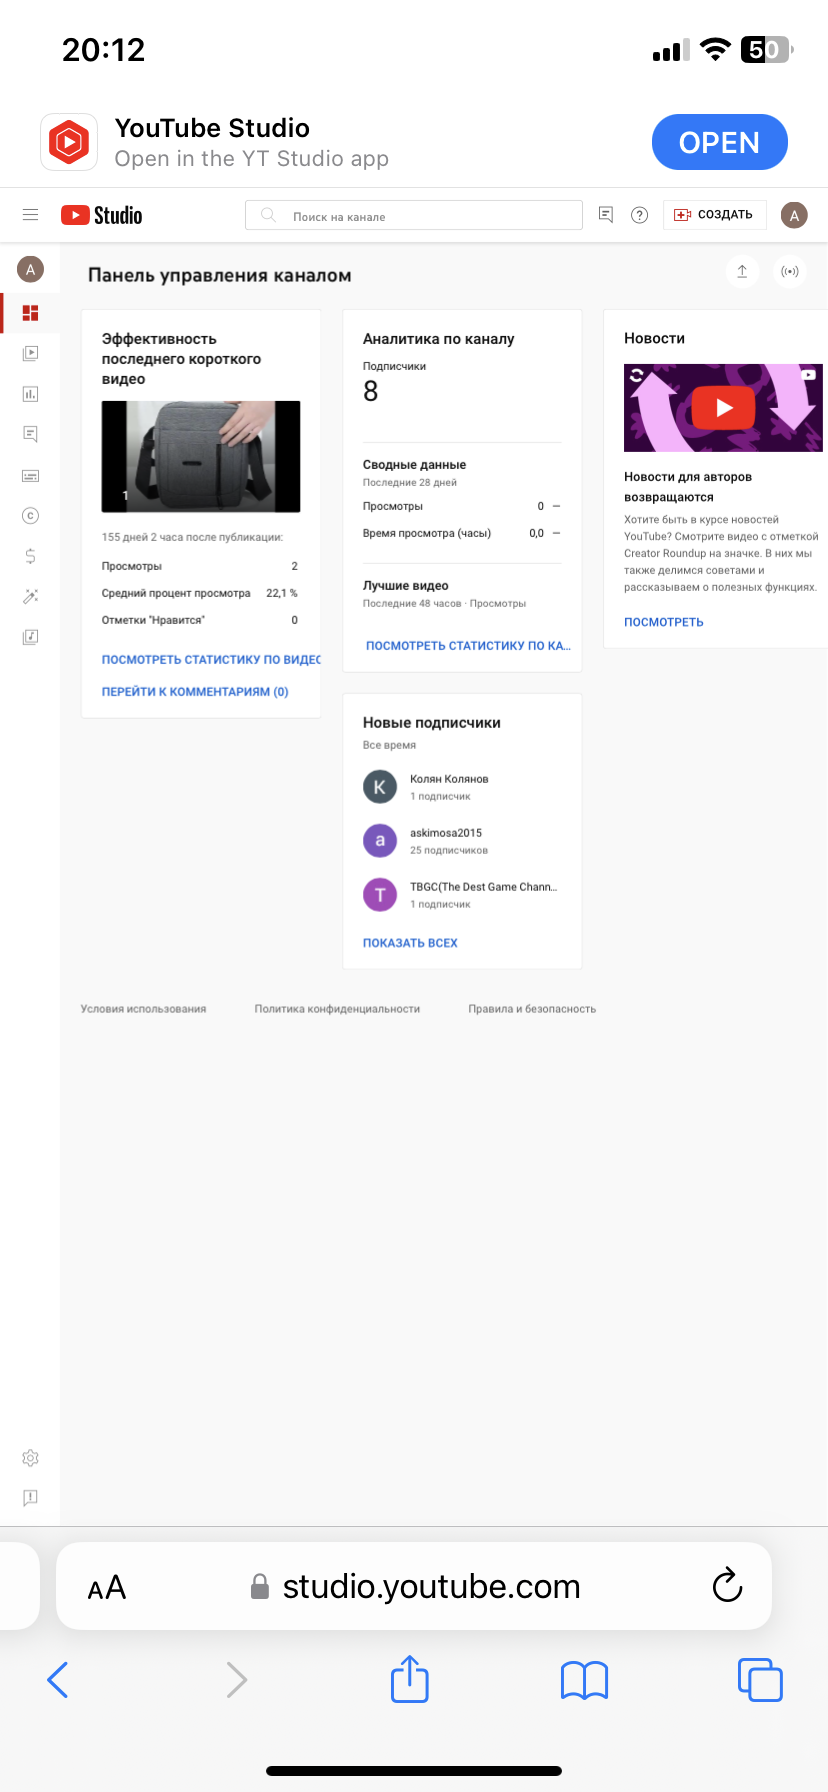 20:12
50
YouTube Studio
Open in the YT Studio app
OPEN
Studio
Поиск на канале
СОЗДАТЬ
A
A
Панель управления каналом
Эффективность
последнего короткого
видео
1
155 дней 2 часа после публикации:
Просмотры 2
Средний процент просмотра 22,1 %
Отметки "Нравится" 0
ПОСМОТРЕТЬ СТАТИСТИКУ ПО ВИДЕО
ПЕРЕЙТИ К КОММЕНТАРИЯМ (0)
Аналитика по каналу
Подписчики
8
Сводные данные
Последние 28 дней
Просмотры 0 —
Время просмотра (часы) 0,0 —
Лучшие видео
Последние 48 часов · Просмотры
ПОСМОТРЕТЬ СТАТИСТИКУ ПО КА...
Новые подписчики
Все время
К
Колян Колянов
1 подписчик
a
askimosa2015
25 подписчиков
T
TBGC(The Dest Game Chann...
1 подписчик
ПОКАЗАТЬ ВСЕХ
Новости
Новости для авторов
возвращаются
Хотите быть в курсе новостей
YouTube? Смотрите видео с отметкой
Creator Roundup на значке. В них мы
также делимся советами и
рассказываем о полезных функциях.
ПОСМОТРЕТЬ
Условия использования
Политика конфиденциальности
Правила и безопасность
AA
studio.youtube.com